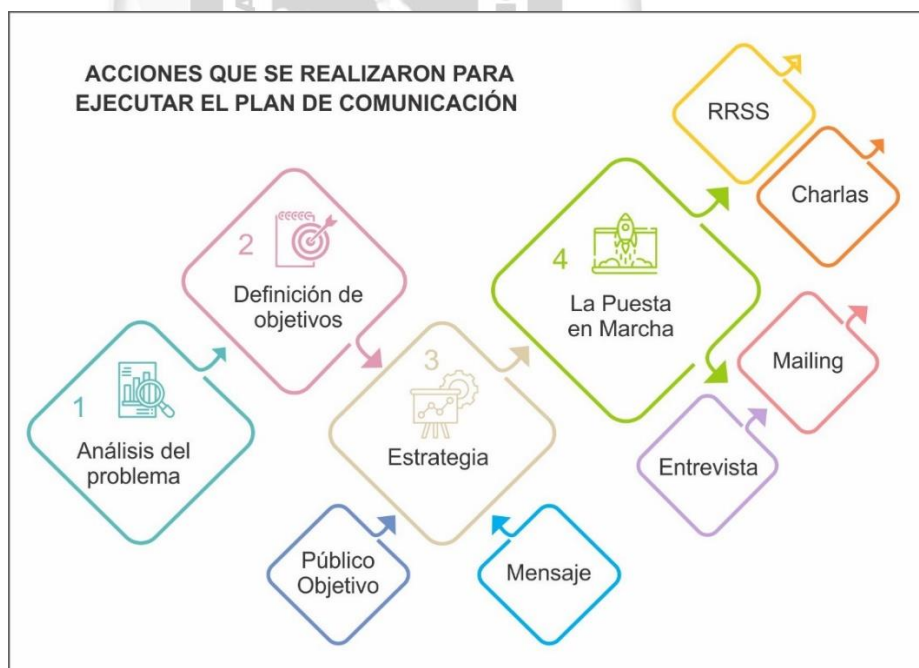 ACCIONES QUE SE REALIZARON PARA
EJECUTAR EL PLAN DE COMUNICACIÓN
1
Análisis del
problema
2
Definición de
objetivos
3
Estrategia
Público
Objetivo
Mensaje
4
La Puesta
en Marcha
RRSS
Charlas
Mailing
Entrevista